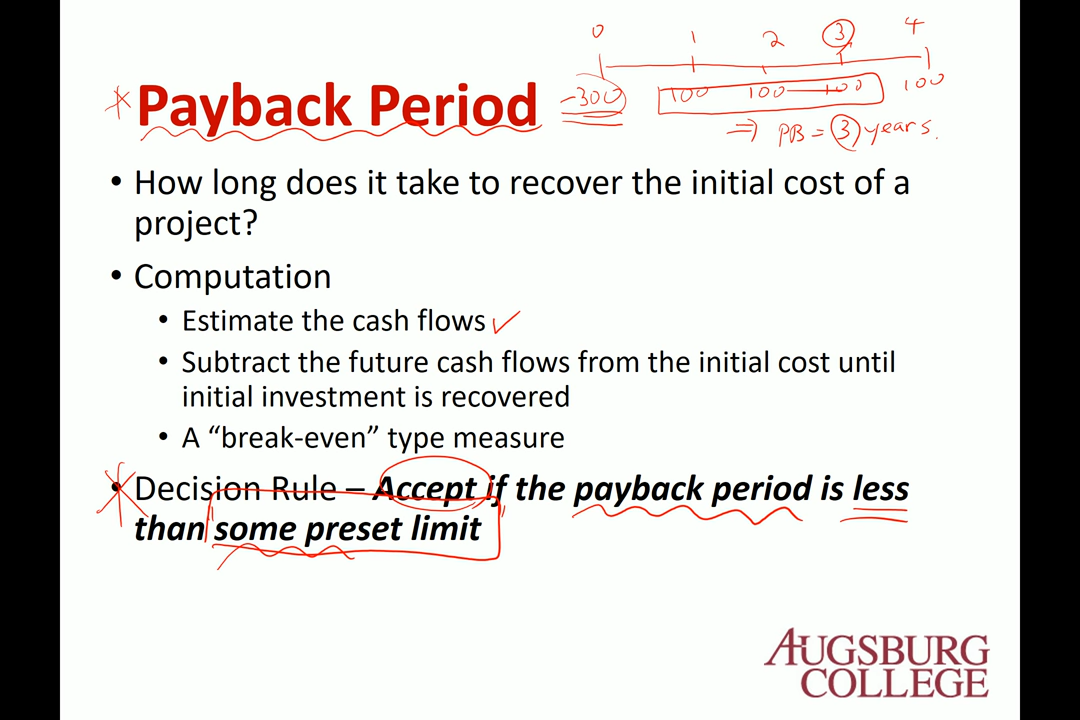 0 1 2 3 4
-300 100 100 100 100
⇒ PB = 3 years.
* Payback Period
• How long does it take to recover the initial cost of a
project?
• Computation
• Estimate the cash flows ✓
• Subtract the future cash flows from the initial cost until
initial investment is recovered
• A “break-even” type measure
• Decision Rule – Accept if the payback period is less
than some preset limit
AUGSBURG
COLLEGE